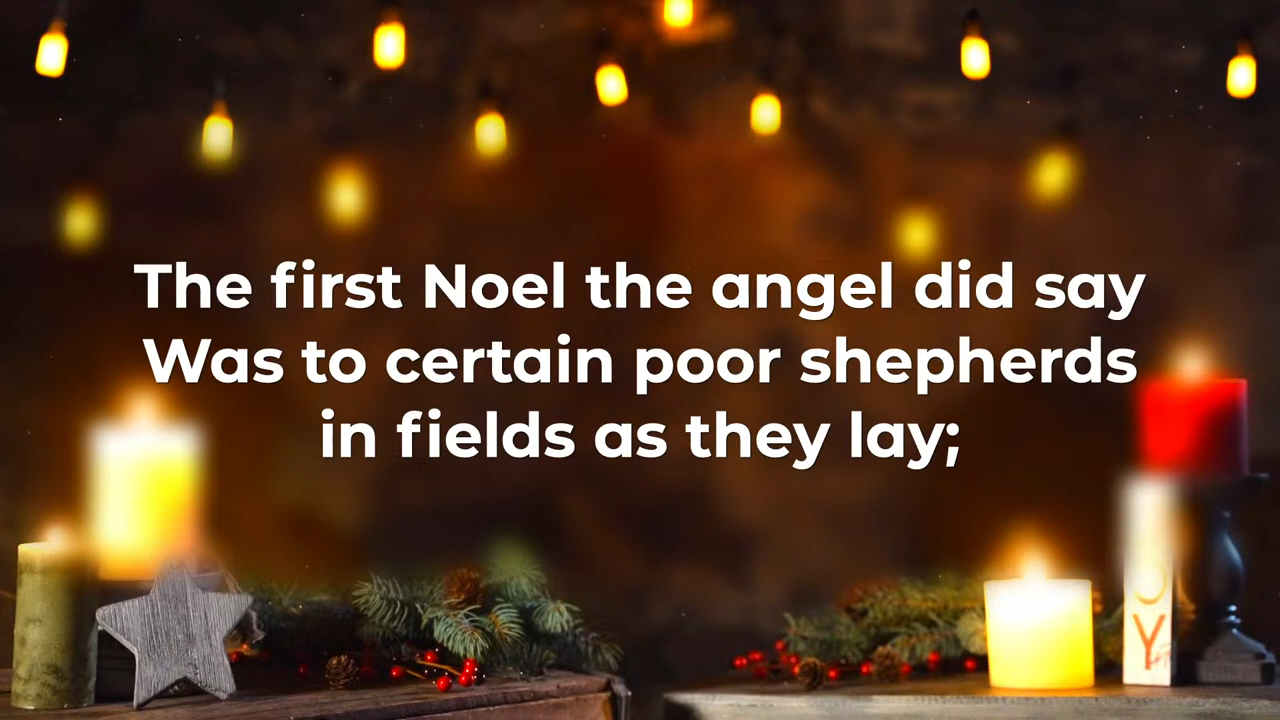 The first Noel the angel did say
Was to certain poor shepherds
in fields as they lay;